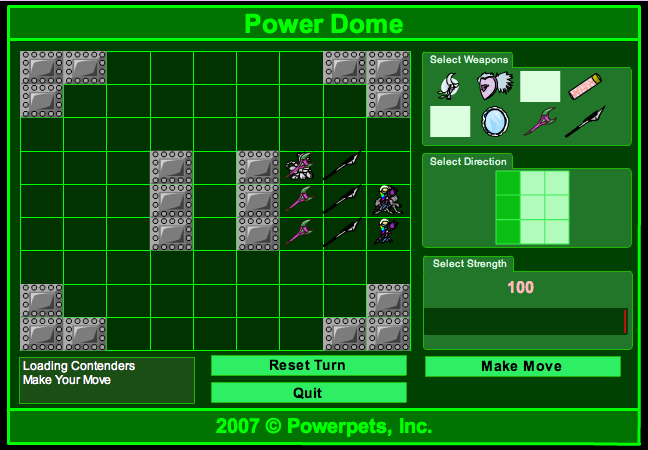 Power Dome
Select Weapons
Select Direction
Select Strength
100
Loading Contenders
Make Your Move
Reset Turn
Quit
Make Move
2007 © Powerpets, Inc.